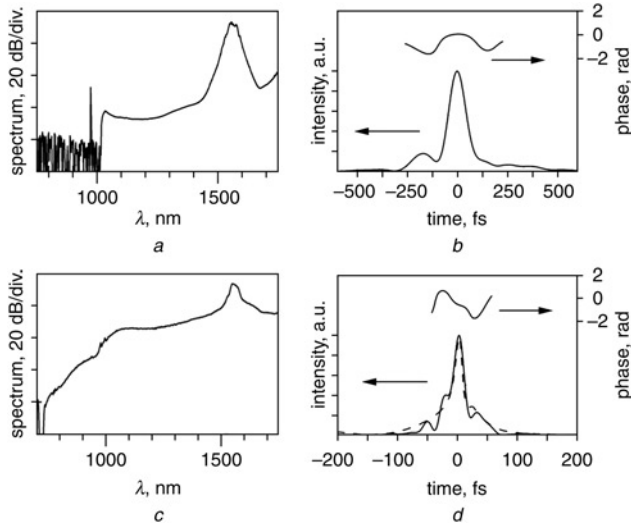 spectrum, 20 dB/div.
1000
1500
λ, nm
a
intensity, a.u.
2
0
−2
phase, rad
−500
−250
0
250
500
time, fs
b
spectrum, 20 dB/div.
1000
1500
λ, nm
c
intensity, a.u.
2
0
−2
phase, rad
−200
−100
0
100
200
time, fs
d